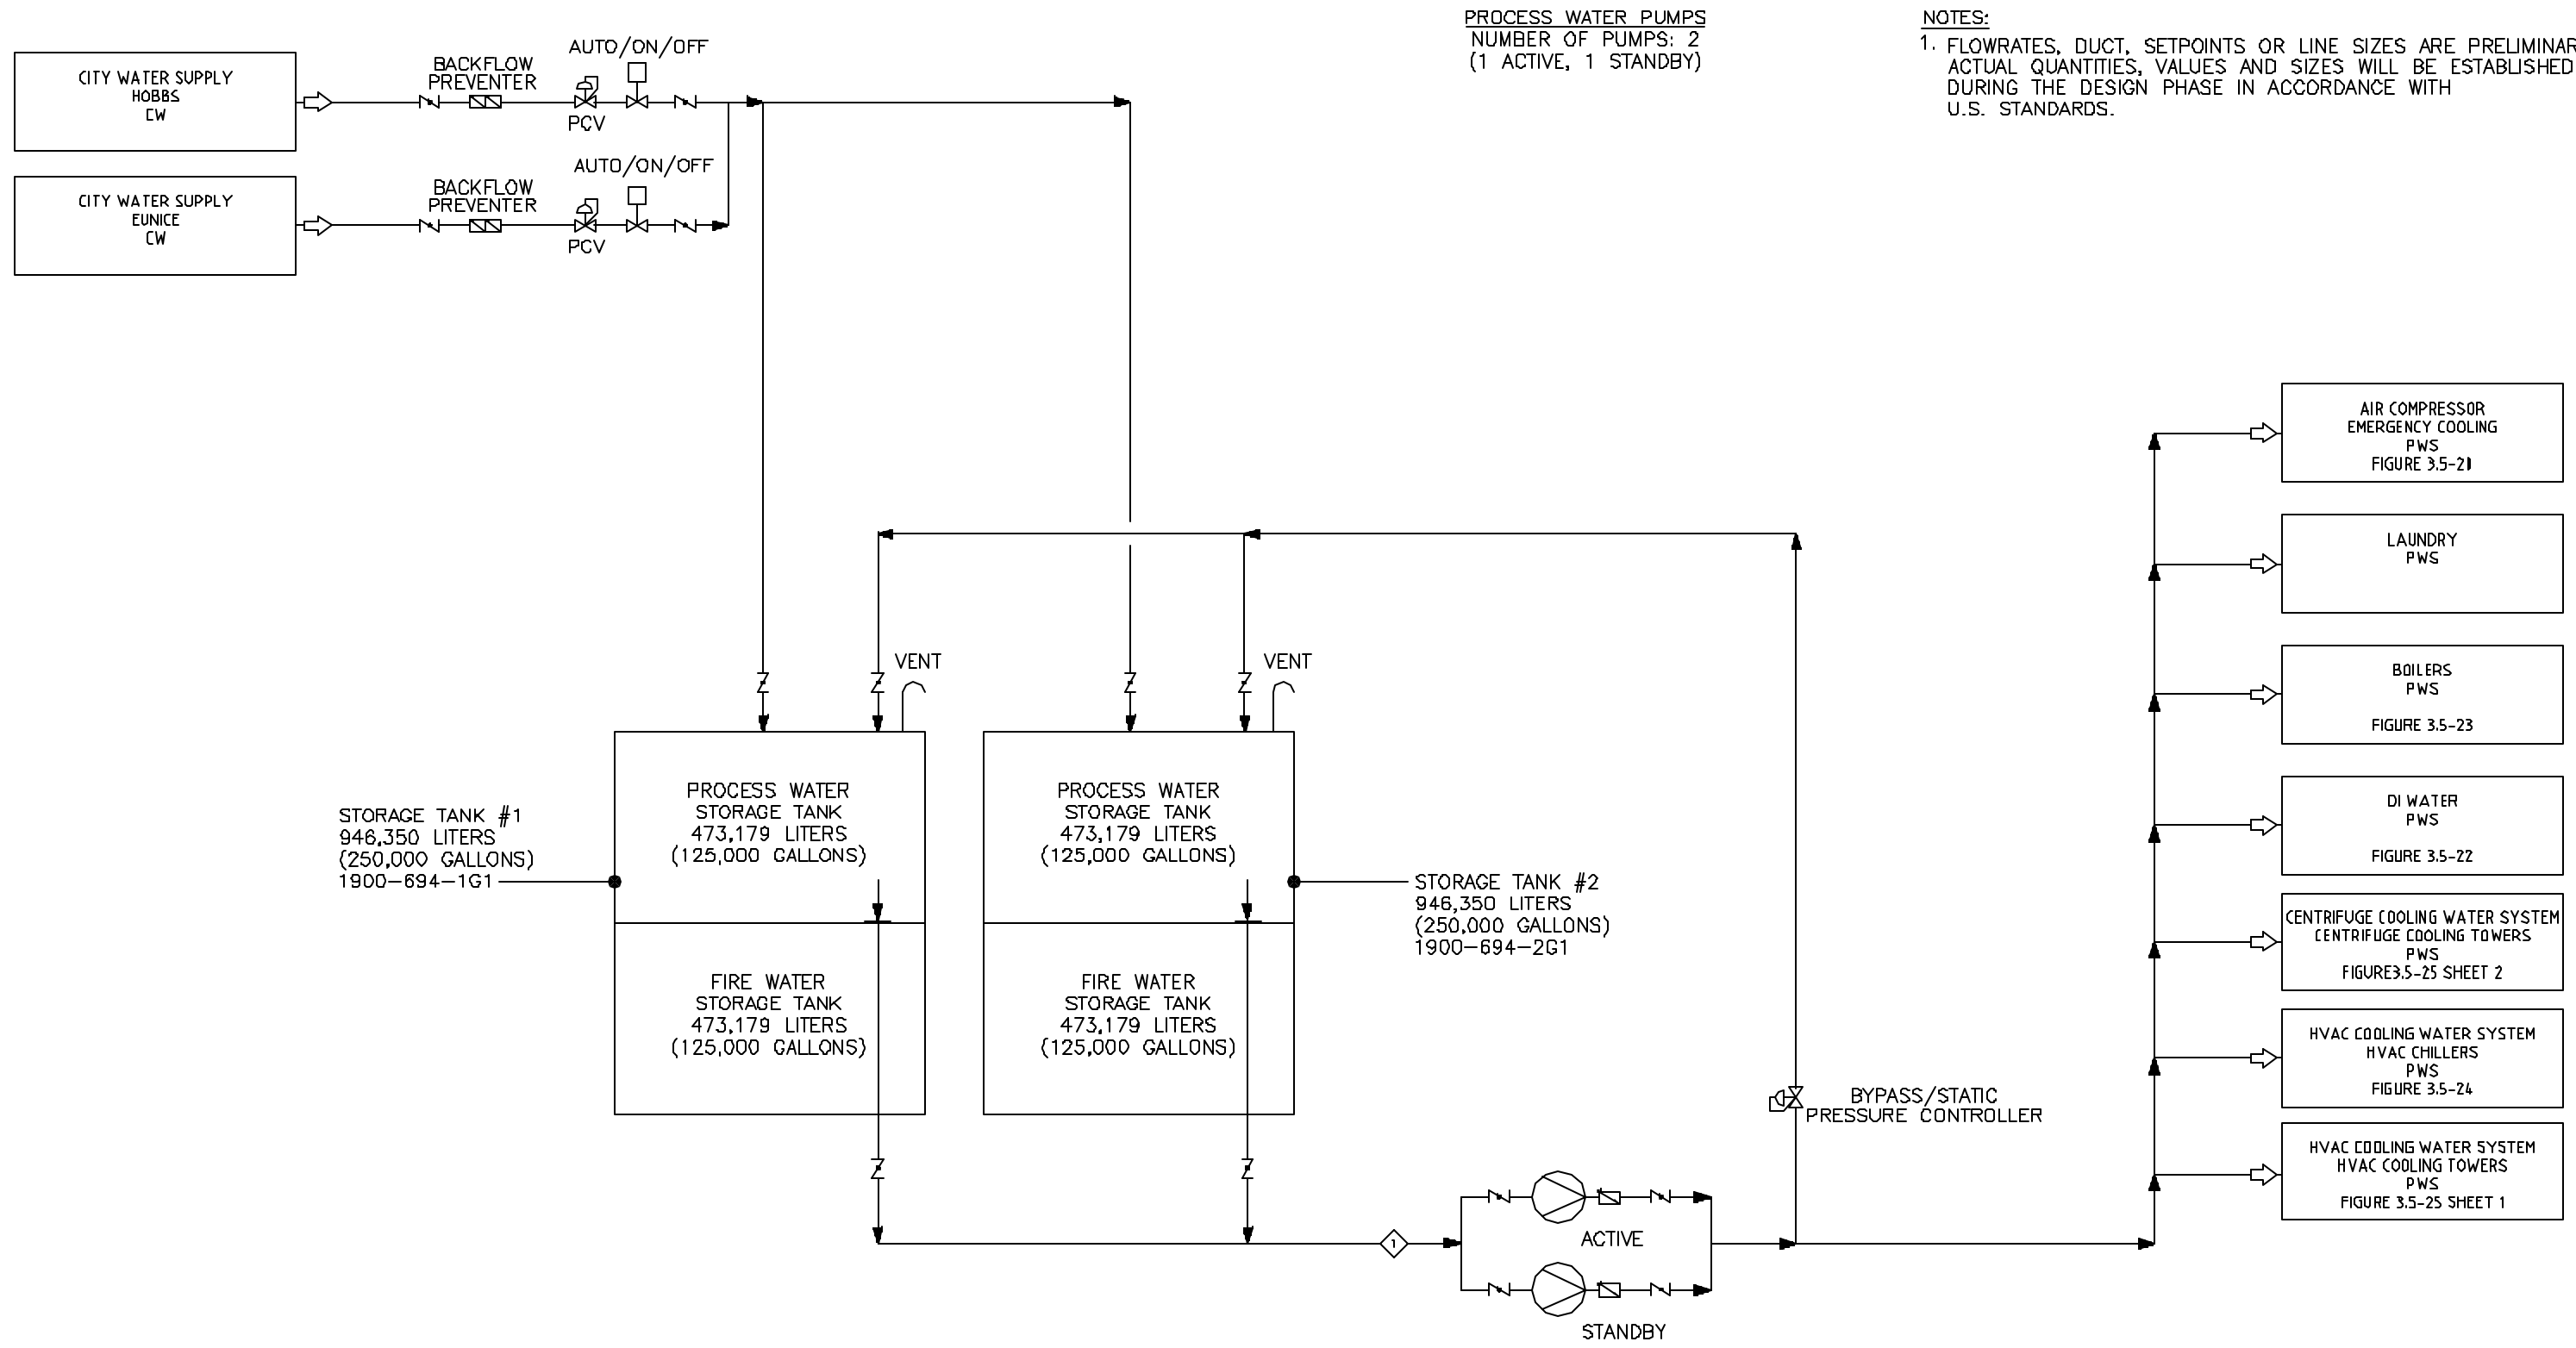 PROCESS WATER PUMPS
NUMBER OF PUMPS: 2
(1 ACTIVE, 1 STANDBY)
NOTES:
1. FLOWRATES, DUCT, SETPOINTS OR LINE SIZES ARE PRELIMINAR
ACTUAL QUANTITIES, VALUES AND SIZES WILL BE ESTABLISHED
DURING THE DESIGN PHASE IN ACCORDANCE WITH
U.S. STANDARDS.
CITY WATER SUPPLY
HOBBS
CW
BACKFLOW
PREVENTER
AUTO/ON/OFF
PCV
CITY WATER SUPPLY
EUNICE
CW
BACKFLOW
PREVENTER
AUTO/ON/OFF
PCV
AIR COMPRESSOR
EMERGENCY COOLING
PWS
FIGURE 3.5-21
LAUNDRY
PWS
BOILERS
PWS
FIGURE 3.5-23
DI WATER
PWS
FIGURE 3.5-22
CENTRIFUGE COOLING WATER SYSTEM
CENTRIFUGE COOLING TOWERS
PWS
FIGURE3.5-25 SHEET 2
HVAC COOLING WATER SYSTEM
HVAC CHILLERS
PWS
FIGURE 3.5-24
HVAC COOLING WATER SYSTEM
HVAC COOLING TOWERS
PWS
FIGURE 3.5-25 SHEET 1
VENT
VENT
STORAGE TANK #1
946,350 LITERS
(250,000 GALLONS)
1900-694-1G1
PROCESS WATER
STORAGE TANK
473,179 LITERS
(125,000 GALLONS)
PROCESS WATER
STORAGE TANK
473,179 LITERS
(125,000 GALLONS)
STORAGE TANK #2
946,350 LITERS
(250,000 GALLONS)
1900-694-2G1
FIRE WATER
STORAGE TANK
473,179 LITERS
(125,000 GALLONS)
FIRE WATER
STORAGE TANK
473,179 LITERS
(125,000 GALLONS)
BYPASS/STATIC
PRESSURE CONTROLLER
1
ACTIVE
STANDBY